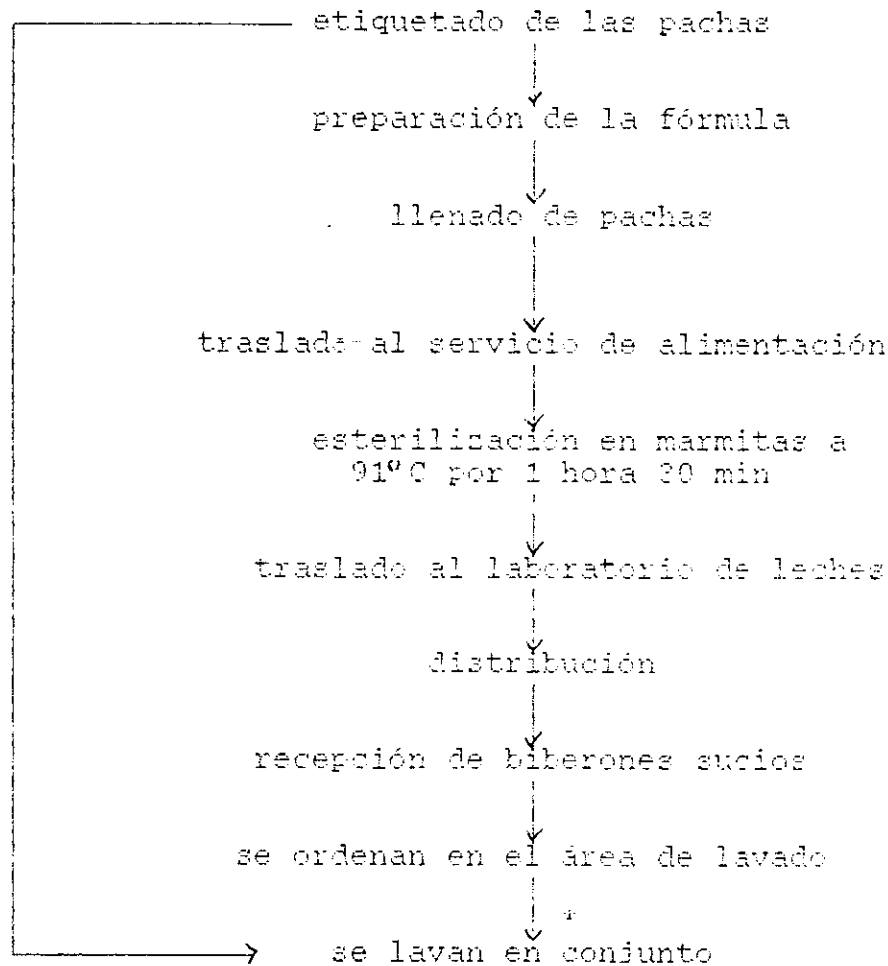 etiquetado de las pachas
preparación de la fórmula
llenado de pachas
traslado al servicio de alimentación
esterilización en marmitas a
91°C por 1 hora 30 min
traslado al laboratorio de leches
distribución
recepción de biberones sucios
se ordenan en el área de lavado
se lavan en conjunto